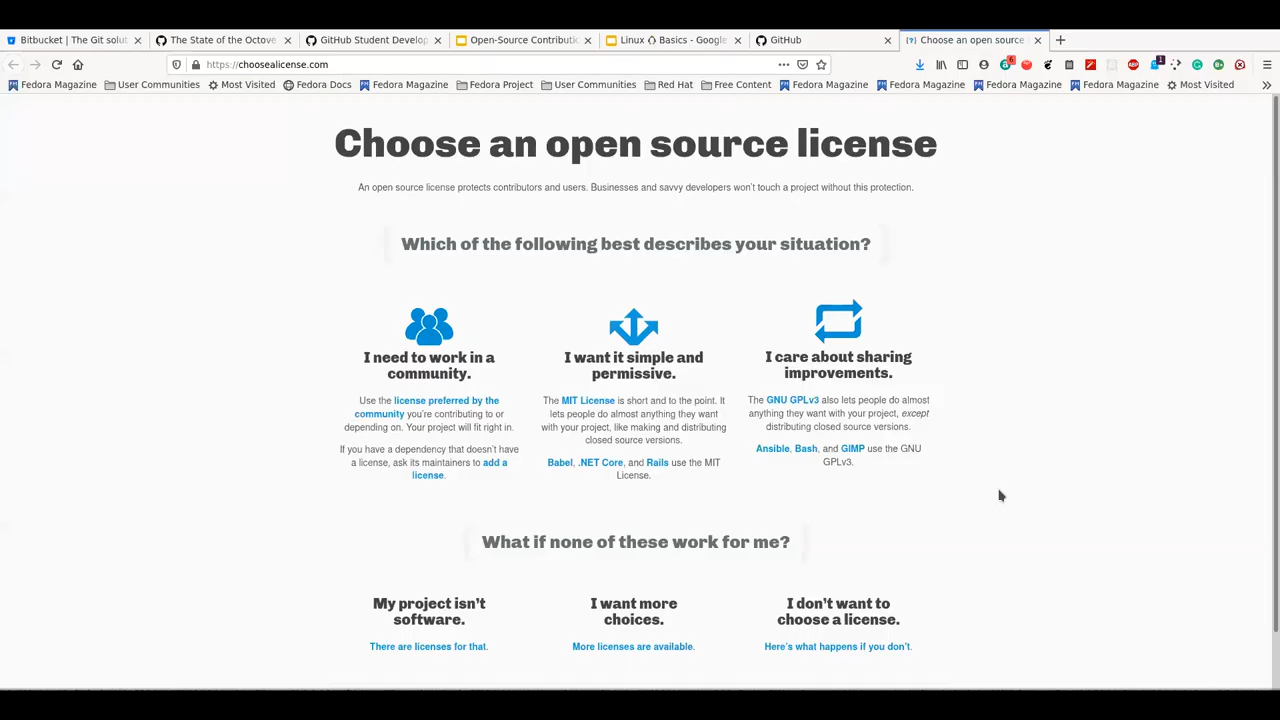 Bitbucket | The Git solut
The State of the Octove
GitHub Student Develop
Open-Source Contributic
Linux Basics - Google
GitHub
Choose an open source
https://choosealicense.com
6
1
Fedora Magazine
User Communities
Most Visited
Fedora Docs
Fedora Magazine
Fedora Project
User Communities
Red Hat
Free Content
Fedora Magazine
Fedora Magazine
Fedora Magazine
Fedora Magazine
Most Visited
Choose an open source license
An open source license protects contributors and users. Businesses and savvy developers won't touch a project without this protection.
Which of the following best describes your situation?
I need to work in a
community.
Use the license preferred by the
community you're contributing to or
depending on. Your project will fit right in.
If you have a dependency that doesn't have
a license, ask its maintainers to add a
license.
I want it simple and
permissive.
The MIT License is short and to the point. It
lets people do almost anything they want
with your project, like making and distributing
closed source versions.
Babel, .NET Core, and Rails use the MIT
License.
I care about sharing
improvements.
The GNU GPLv3 also lets people do almost
anything they want with your project, except
distributing closed source versions.
Ansible, Bash, and GIMP use the GNU
GPLv3.
What if none of these work for me?
My project isn't
software.
There are licenses for that.
I want more
choices.
More licenses are available.
I don't want to
choose a license.
Here's what happens if you don't.